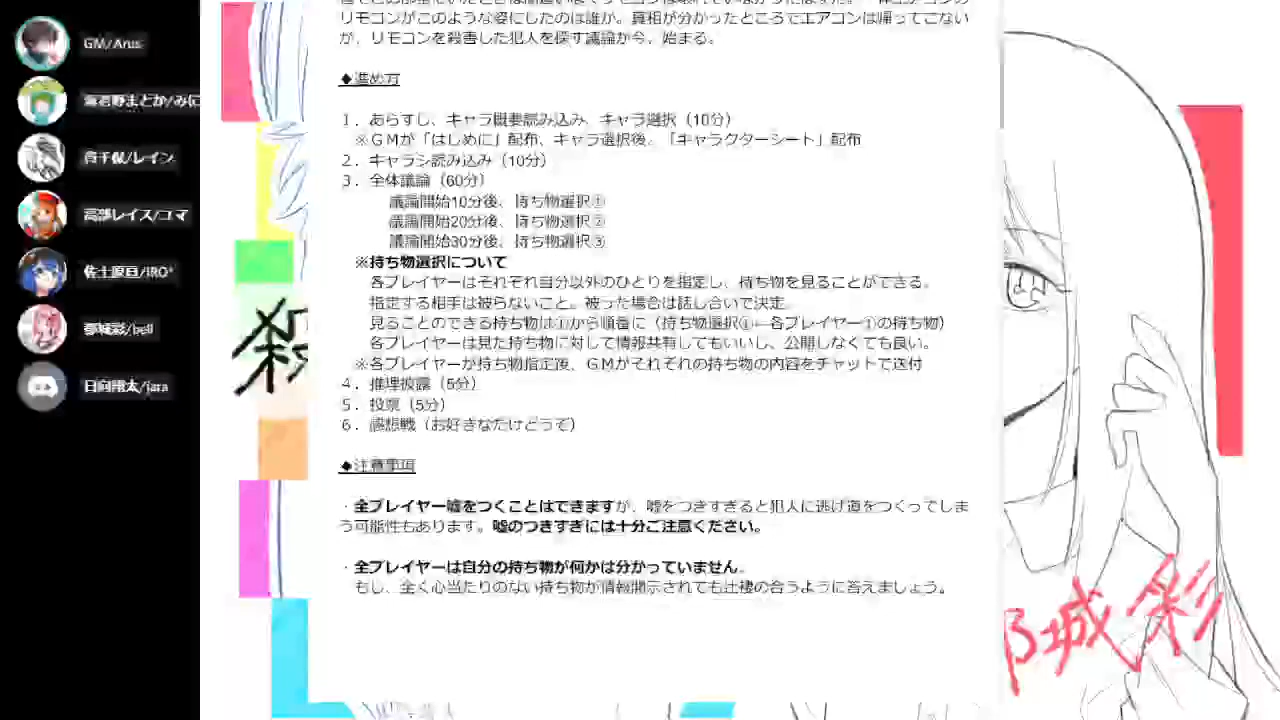 GM/Arus
リモコンがこのような姿にしたのは誰か。真相が分かったところでエアコンは帰ってこない
が、リモコンを殺害した犯人を探す議論が今、始まる。
◆進め方
１．あらすじ、キャラ概要読み込み、キャラ選択（10分）
※ＧＭが「はじめに」配布、キャラ選択後、「キャラクターシート」配布
２．キャラシ読み込み（10分）
３．全体議論（60分）
議論開始10分後、持ち物選択①
議論開始20分後、持ち物選択②
議論開始30分後、持ち物選択③
※持ち物選択について
各プレイヤーはそれぞれ自分以外のひとりを指定し、持ち物を見ることができる。
指定する相手は被らないこと。被った場合は話し合いで決定。
見ることのできる持ち物は①から順番に（持ち物選択①＝各プレイヤー①の持ち物）
各プレイヤーは見た持ち物に対して情報共有してもいいし、公開しなくても良い。
※各プレイヤーが持ち物指定後、ＧＭがそれぞれの持ち物の内容をチャットで送付
４．推理披露（5分）
５．投票（5分）
６．感想戦（お好きなだけどうぞ）
◆注意事項
・全プレイヤー嘘をつくことはできますが、嘘をつきすぎると犯人に逃げ道をつくってしま
う可能性もあります。嘘のつきすぎには十分ご注意ください。
・全プレイヤーは自分の持ち物が何かは分かっていません。
もし、全く心当たりのない持ち物が情報開示されても辻褄の合うように答えましょう。
高部レイス/コマ
都城彩/bell
日向翔太/jara
殺
城彩